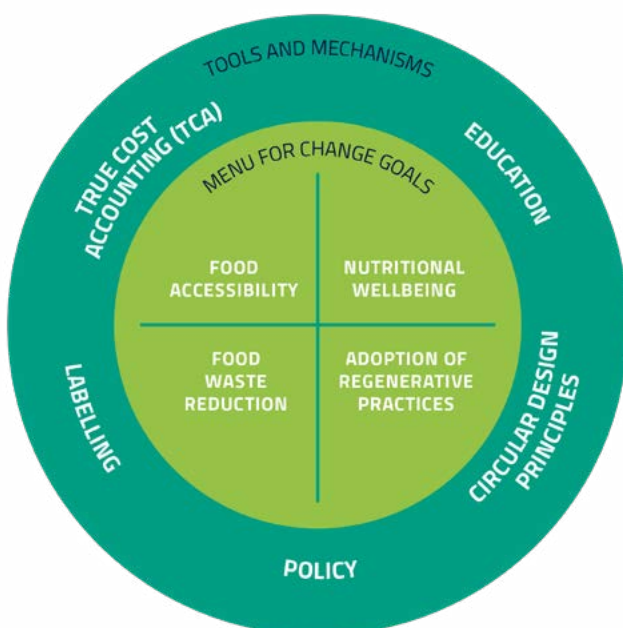 TOOLS AND MECHANISMS
TRUE COST
ACCOUNTING (TCA)
EDUCATION
MENU FOR CHANGE GOALS
FOOD
ACCESSIBILITY
NUTRITIONAL
WELLBEING
FOOD
WASTE
REDUCTION
ADOPTION OF
REGENERATIVE
PRACTICES
LABELLING
CIRCULAR DESIGN
PRINCIPLES
POLICY